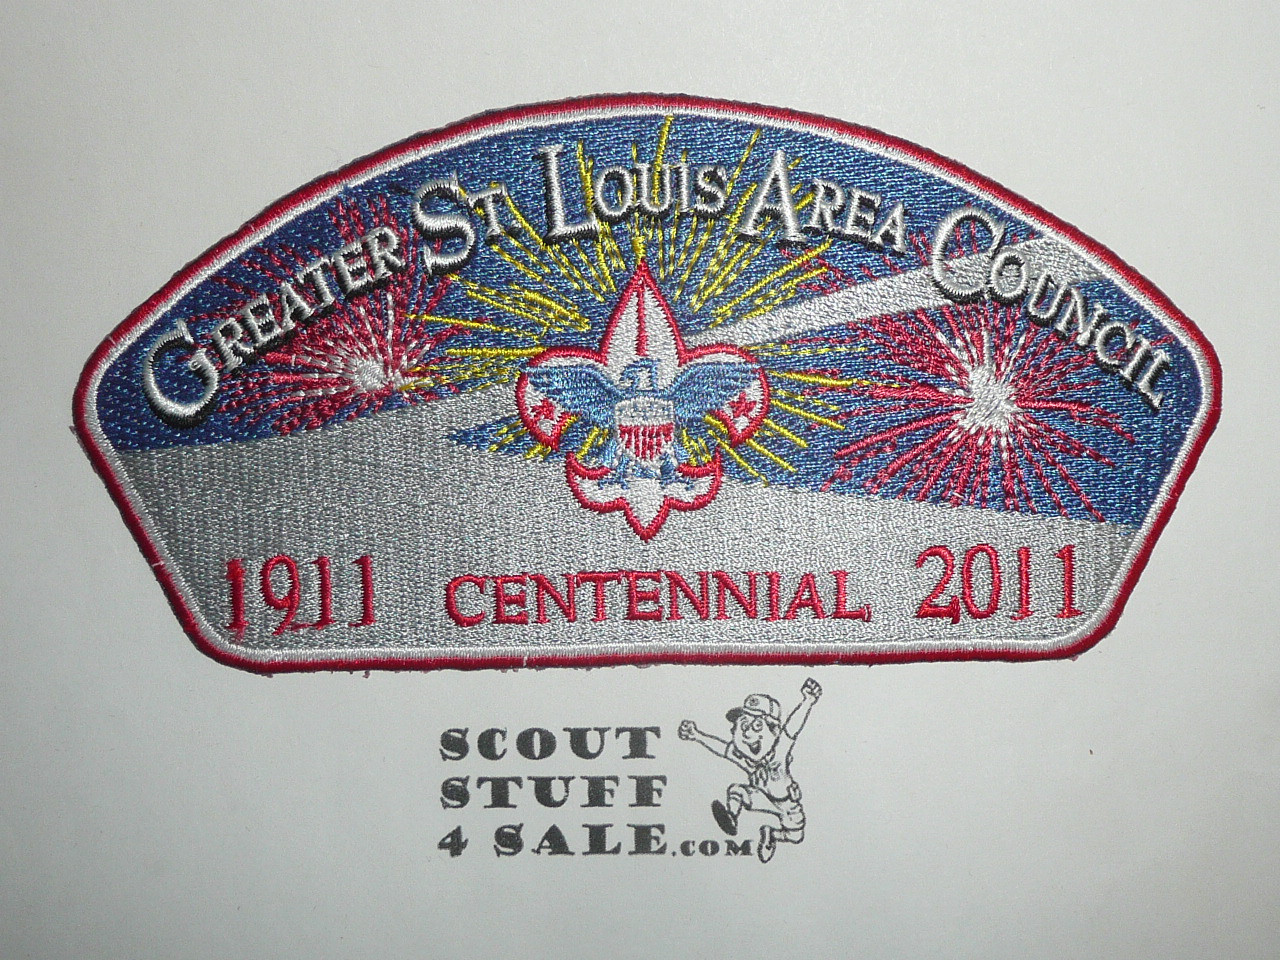 Greater St Louis Area Council
1911 CENTENNIAL 2011
SCOUT
STUFF
4 SALE.COM